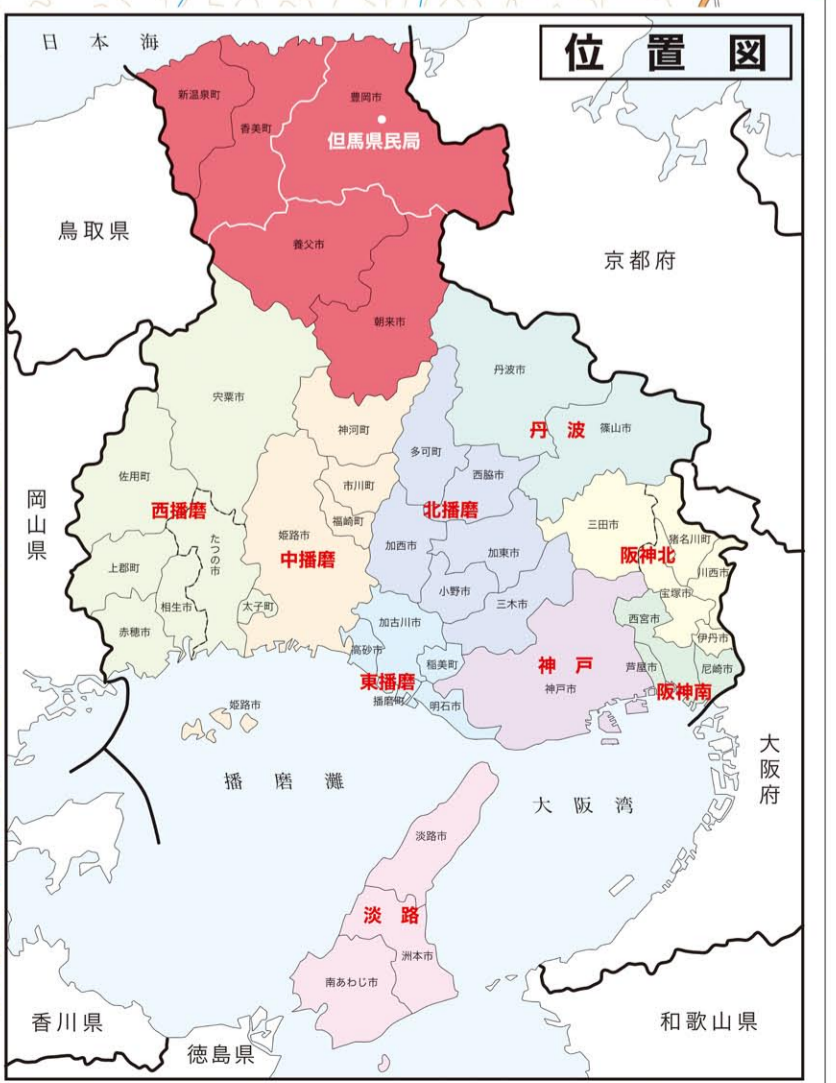 日本海
位置図
新温泉町
豊岡市
香美町
但馬県民局
鳥取県
養父市
京都府
朝来市
丹波市
宍粟市
神河町
丹波
篠山市
多可町
佐用町
市川町
西脇市
岡山県
西播磨
北播磨
福崎町
三田市
たつの市
姫路市
猪名川町
加西市
加東市
阪神北
中播磨
上郡町
川西市
小野市
宝塚市
相生市
太子町
三木市
赤穂市
加古川市
西宮市
伊丹市
高砂市
稲美町
神戸
芦屋市
尼崎市
東播磨
神戸市
阪神南
播磨町
明石市
姫路市
大阪府
播磨灘
大阪湾
淡路市
淡路
洲本市
南あわじ市
香川県
和歌山県
徳島県